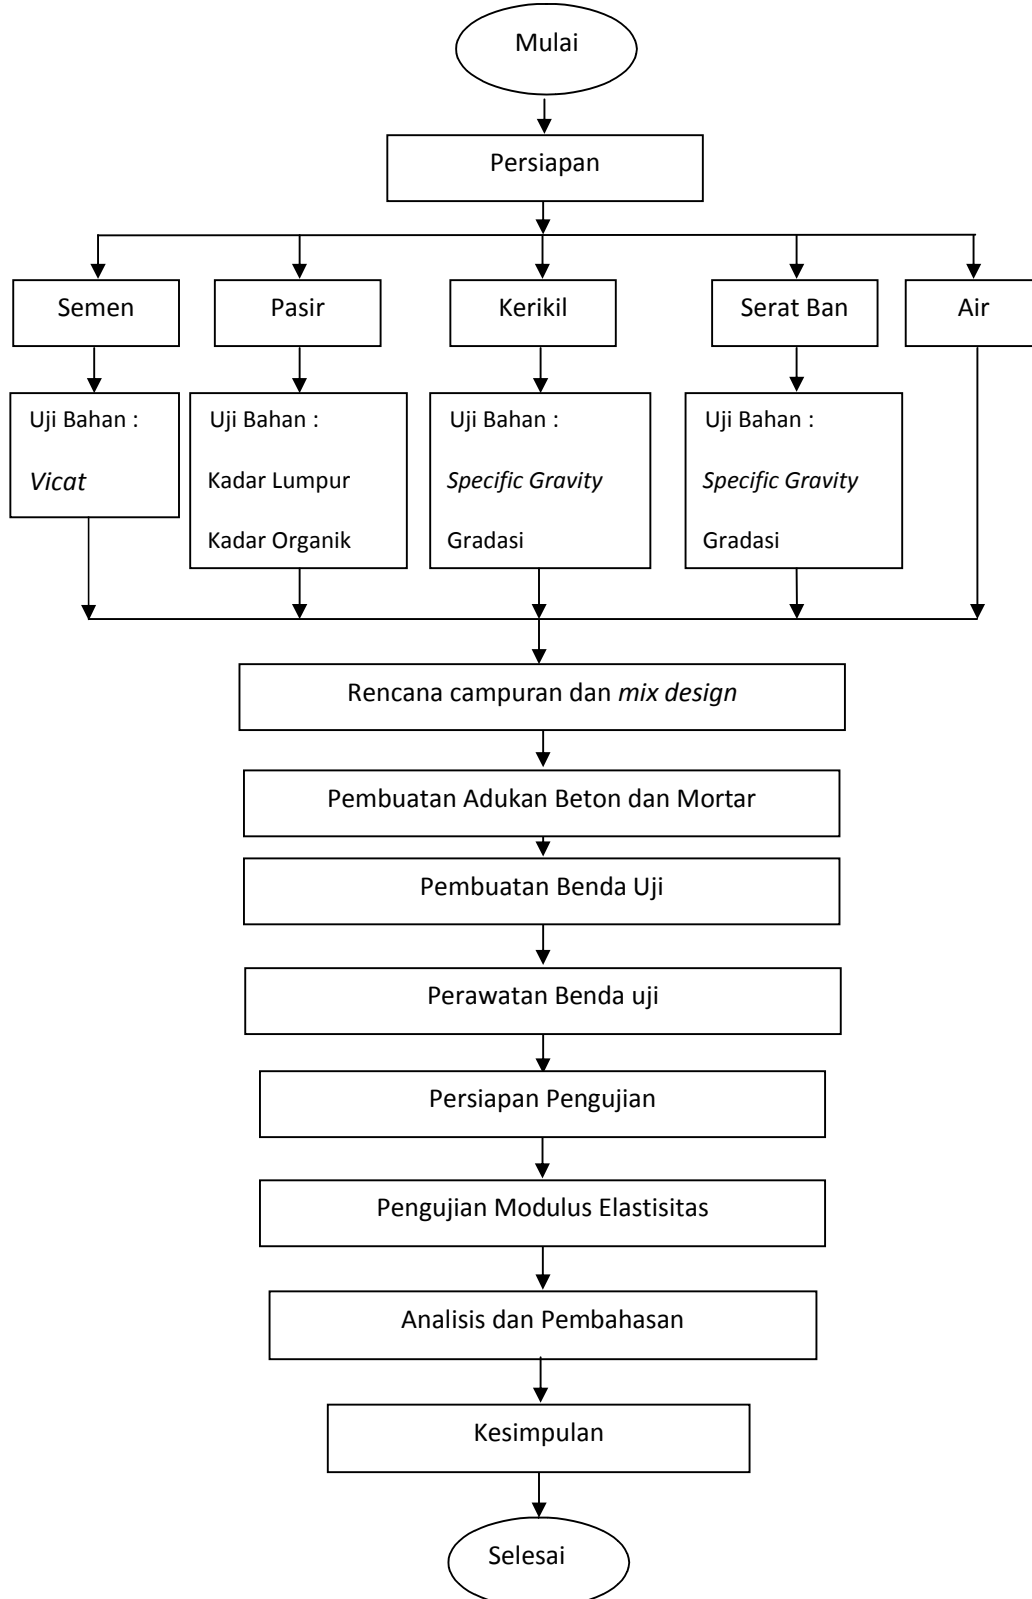 Mulai
Persiapan
Semen
Pasir
Kerikil
Serat Ban
Air
Uji Bahan :
Vicat
Uji Bahan :
Kadar Lumpur
Kadar Organik
Uji Bahan :
Specific Gravity
Gradasi
Uji Bahan :
Specific Gravity
Gradasi
Rencana campuran dan mix design
Pembuatan Adukan Beton dan Mortar
Pembuatan Benda Uji
Perawatan Benda uji
Persiapan Pengujian
Pengujian Modulus Elastisitas
Analisis dan Pembahasan
Kesimpulan
Selesai